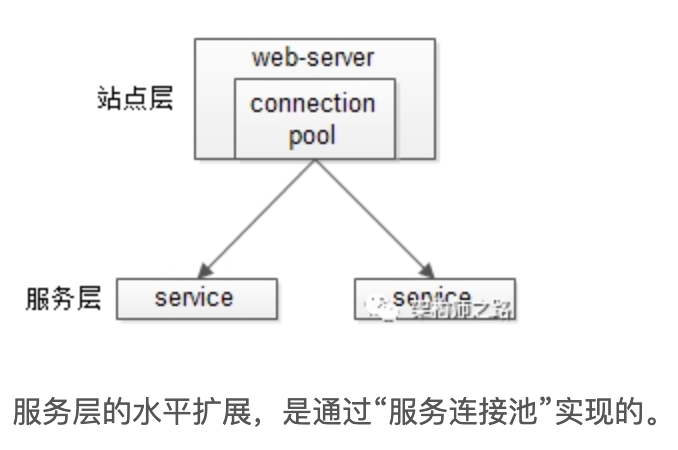 web-server
站点层
connection
pool
服务层
service
service
架构师之路
服务层的水平扩展，是通过“服务连接池”实现的。